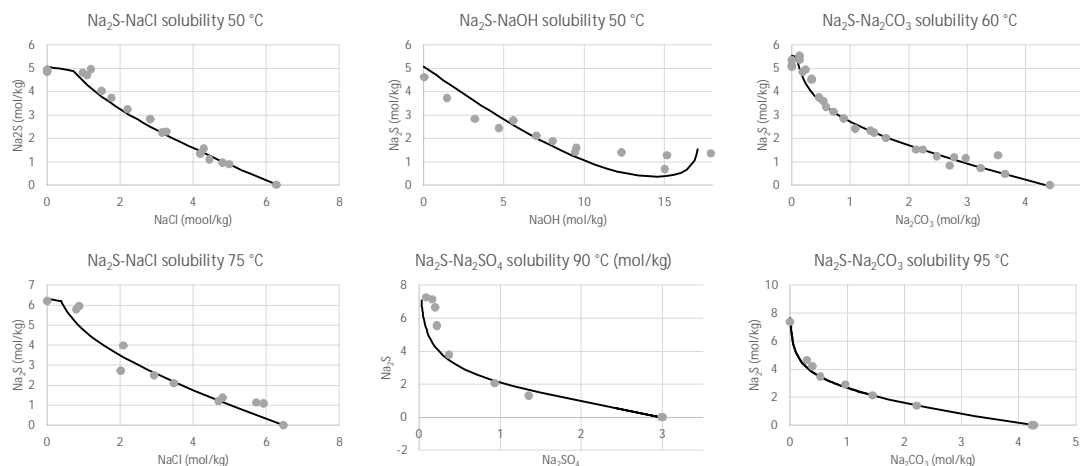 Na₂S-NaCl solubility 50 °C
Na2S (mol/kg)
6
5
4
3
2
1
0
0 2 4 6 8
NaCl (mool/kg)
Na₂S-NaOH solubility 50 °C
Na₂S (mol/kg)
6
5
4
3
2
1
0
0 5 10 15
NaOH (mol/kg)
Na₂S-Na₂CO₃ solubility 60 °C
Na₂S (mol/kg)
6
5
4
3
2
1
0
0 1 2 3 4
Na₂CO₃ (mol/kg)
Na₂S-NaCl solubility 75 °C
Na₂S (mol/kg)
7
6
5
4
3
2
1
0
0 2 4 6 8
NaCl (mol/kg)
Na₂S-Na₂SO₄ solubility 90 °C (mol/kg)
Na₂S
8
6
4
2
0
-2
0 1 2 3
Na₂SO₄
Na₂S-Na₂CO₃ solubility 95 °C
Na₂S (mol/kg)
10
8
6
4
2
0
0 1 2 3 4 5
Na₂CO₃ (mol/kg)